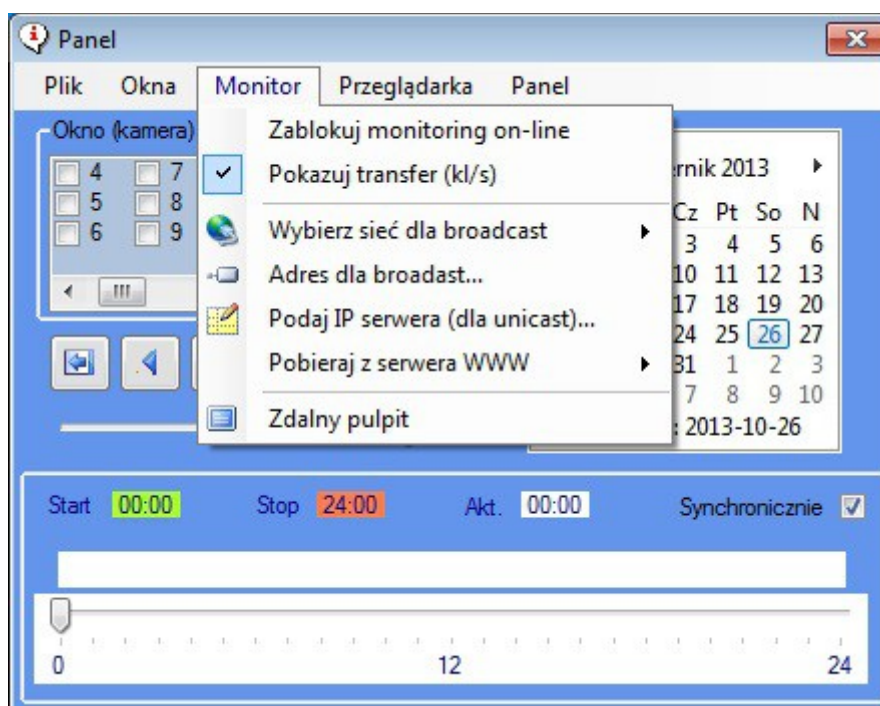 Panel
Plik Okna Monitor Przeglądarka Panel
Okno (kamera)
4 7
5 8
6 9
Zablokuj monitoring on-line
Pokazuj transfer (kl/s)
Wybierz sieć dla broadcast
Adres dla broadast...
Podaj IP serwera (dla unicast)...
Pobieraj z serwera WWW
Zdalny pulpit
rnik 2013
Cz Pt So N
3 4 5 6
10 11 12 13
17 18 19 20
24 25 26 27
31 1 2 3
7 8 9 10
: 2013-10-26
Start 00:00 Stop 24:00 Akt. 00:00 Synchronicznie
0 12 24